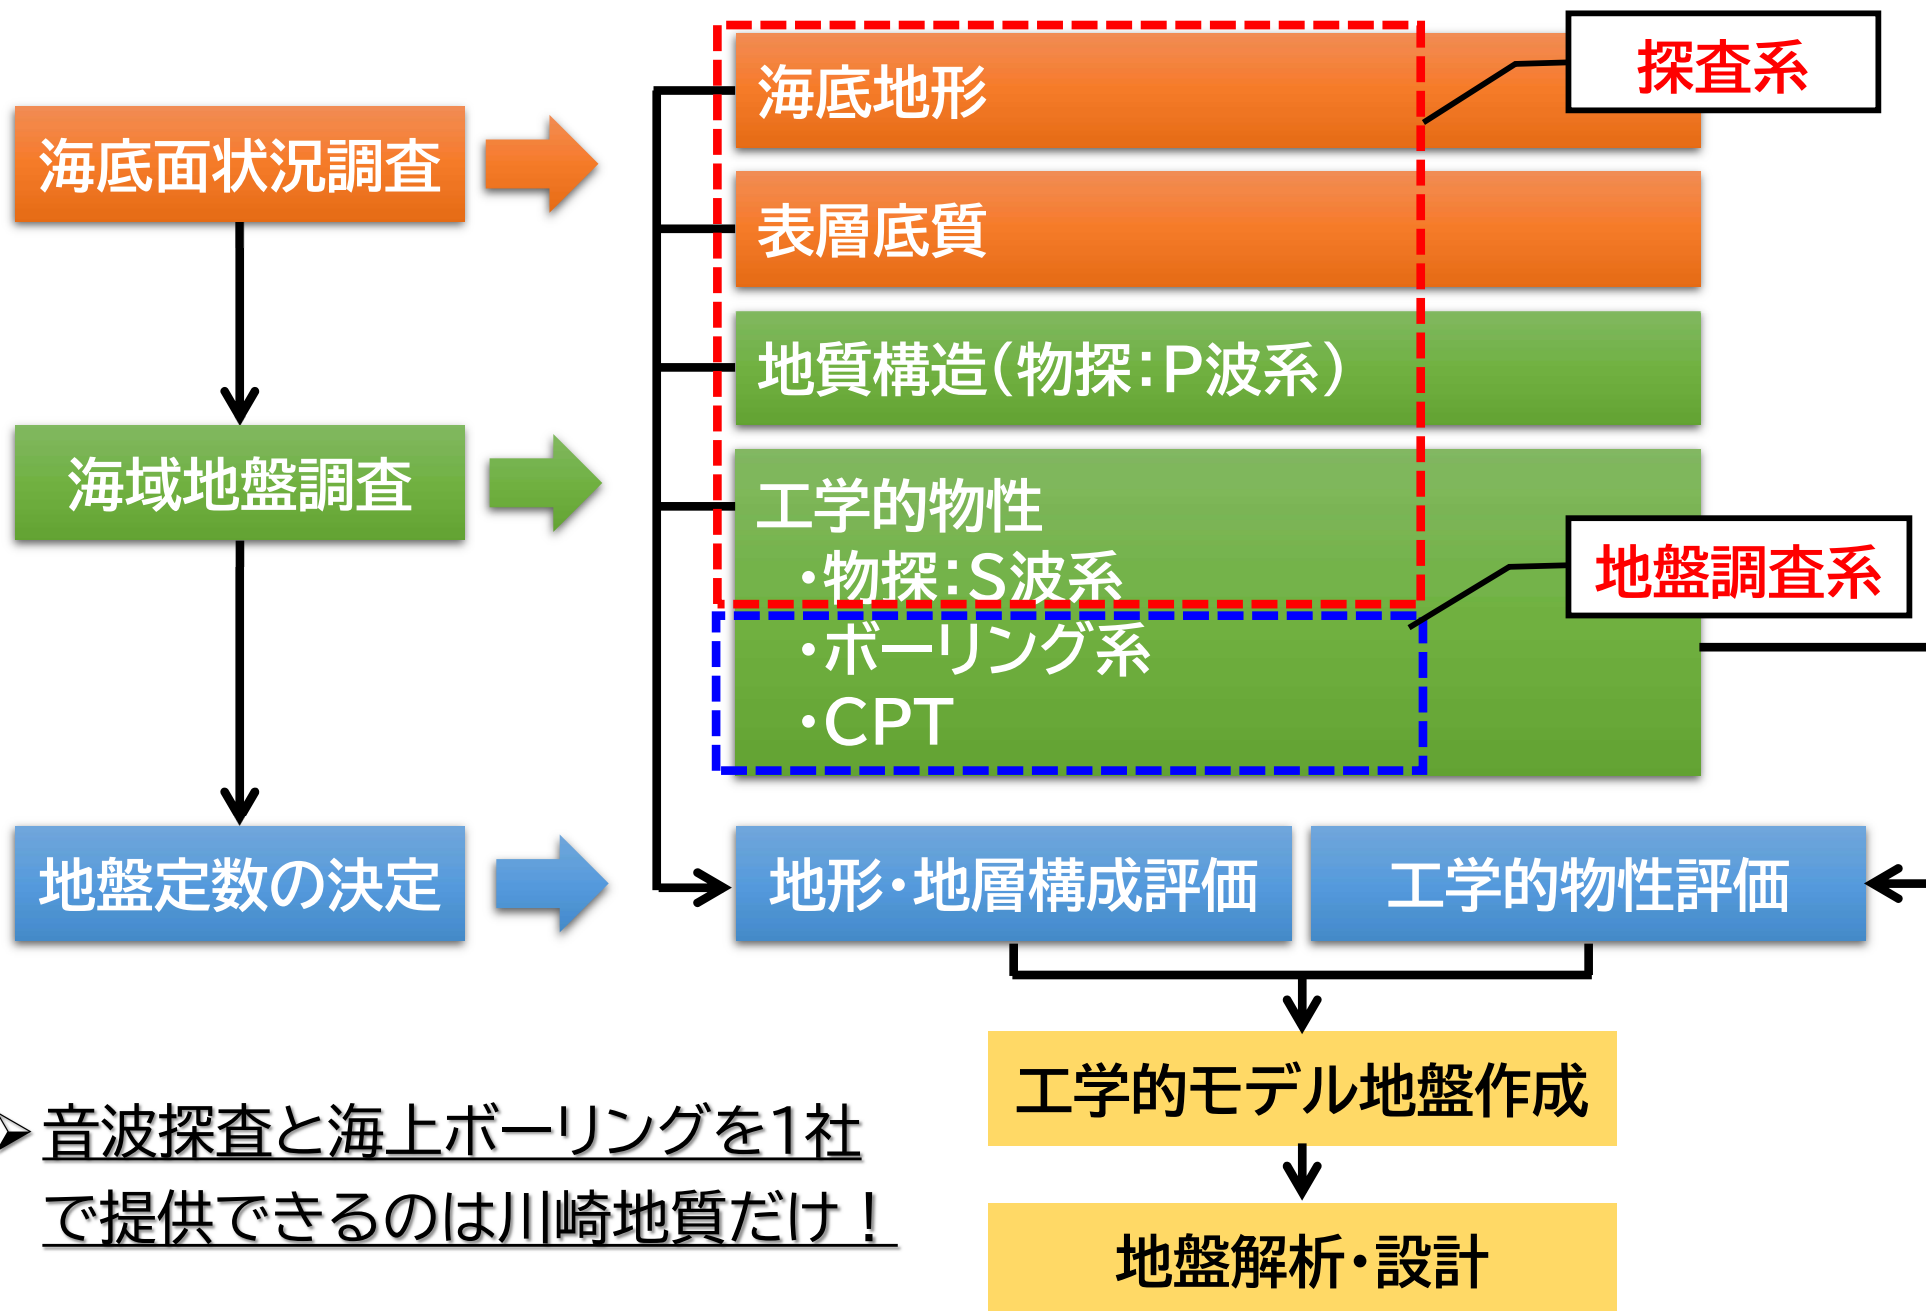 探査系
海底地形
海底面状況調査
表層底質
地質構造（物探：P波系）
海域地盤調査
工学的物性
・物探：S波系
・ボーリング系
・CPT
地盤調査系
地盤定数の決定
地形・地層構成評価
工学的物性評価
工学的モデル地盤作成
地盤解析・設計
➢ 音波探査と海上ボーリングを1社
で提供できるのは川崎地質だけ！